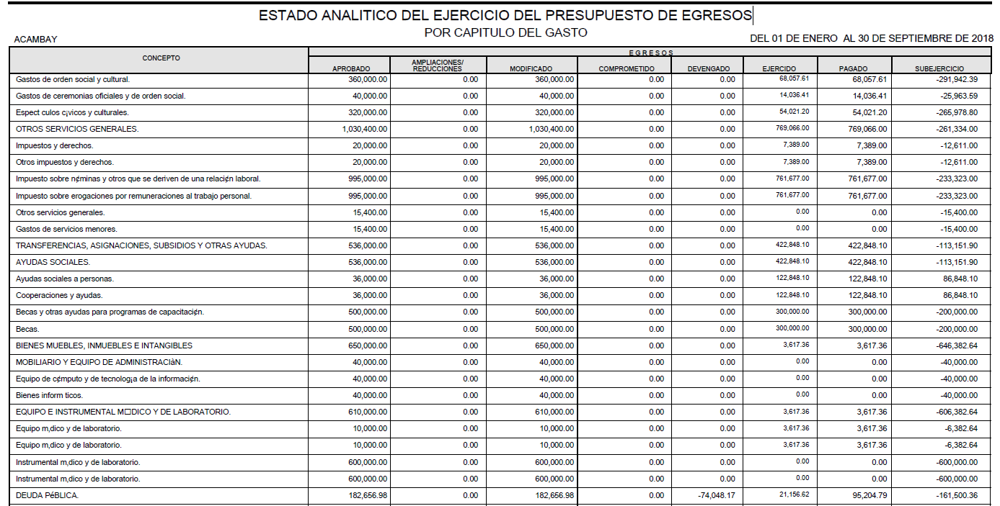 ESTADO ANALITICO DEL EJERCICIO DEL PRESUPUESTO DE EGRESOS
POR CAPITULO DEL GASTO
ACAMBAY DEL 01 DE ENERO AL 30 DE SEPTIEMBRE DE 2018
CONCEPTO E G R E S O S
APROBADO AMPLIACIONES/ REDUCCIONES MODIFICADO COMPROMETIDO DEVENGADO EJERCIDO PAGADO SUBEJERCICIO
Gastos de orden social y cultural. 360,000.00 0.00 360,000.00 0.00 0.00 68,057.61 68,057.61 -291,942.39
Gastos de ceremonias oficiales y de orden social. 40,000.00 0.00 40,000.00 0.00 0.00 14,036.41 14,036.41 -25,963.59
Espect culos c¡vicos y culturales. 320,000.00 0.00 320,000.00 0.00 0.00 54,021.20 54,021.20 -265,978.80
OTROS SERVICIOS GENERALES. 1,030,400.00 0.00 1,030,400.00 0.00 0.00 769,066.00 769,066.00 -261,334.00
Impuestos y derechos. 20,000.00 0.00 20,000.00 0.00 0.00 7,389.00 7,389.00 -12,611.00
Otros impuestos y derechos. 20,000.00 0.00 20,000.00 0.00 0.00 7,389.00 7,389.00 -12,611.00
Impuesto sobre n¢minas y otros que se deriven de una relaci¢n laboral. 995,000.00 0.00 995,000.00 0.00 0.00 761,677.00 761,677.00 -233,323.00
Impuesto sobre erogaciones por remuneraciones al trabajo personal. 995,000.00 0.00 995,000.00 0.00 0.00 761,677.00 761,677.00 -233,323.00
Otros servicios generales. 15,400.00 0.00 15,400.00 0.00 0.00 0.00 0.00 -15,400.00
Gastos de servicios menores. 15,400.00 0.00 15,400.00 0.00 0.00 0.00 0.00 -15,400.00
TRANSFERENCIAS, ASIGNACIONES, SUBSIDIOS Y OTRAS AYUDAS. 536,000.00 0.00 536,000.00 0.00 0.00 422,848.10 422,848.10 -113,151.90
AYUDAS SOCIALES. 536,000.00 0.00 536,000.00 0.00 0.00 422,848.10 422,848.10 -113,151.90
Ayudas sociales a personas. 36,000.00 0.00 36,000.00 0.00 0.00 122,848.10 122,848.10 86,848.10
Cooperaciones y ayudas. 36,000.00 0.00 36,000.00 0.00 0.00 122,848.10 122,848.10 86,848.10
Becas y otras ayudas para programas de capacitaci¢n. 500,000.00 0.00 500,000.00 0.00 0.00 300,000.00 300,000.00 -200,000.00
Becas. 500,000.00 0.00 500,000.00 0.00 0.00 300,000.00 300,000.00 -200,000.00
BIENES MUEBLES, INMUEBLES E INTANGIBLES 650,000.00 0.00 650,000.00 0.00 0.00 3,617.36 3,617.36 -646,382.64
MOBILIARIO Y EQUIPO DE ADMINISTRACIàN. 40,000.00 0.00 40,000.00 0.00 0.00 0.00 0.00 -40,000.00
Equipo de c¢mputo y de tecnolog¡a de la informaci¢n. 40,000.00 0.00 40,000.00 0.00 0.00 0.00 0.00 -40,000.00
Bienes inform ticos. 40,000.00 0.00 40,000.00 0.00 0.00 0.00 0.00 -40,000.00
EQUIPO E INSTRUMENTAL M□DICO Y DE LABORATORIO. 610,000.00 0.00 610,000.00 0.00 0.00 3,617.36 3,617.36 -606,382.64
Equipo m‚dico y de laboratorio. 10,000.00 0.00 10,000.00 0.00 0.00 3,617.36 3,617.36 -6,382.64
Equipo m‚dico y de laboratorio. 10,000.00 0.00 10,000.00 0.00 0.00 3,617.36 3,617.36 -6,382.64
Instrumental m‚dico y de laboratorio. 600,000.00 0.00 600,000.00 0.00 0.00 0.00 0.00 -600,000.00
Instrumental m‚dico y de laboratorio. 600,000.00 0.00 600,000.00 0.00 0.00 0.00 0.00 -600,000.00
DEUDA PéBLICA. 182,656.98 0.00 182,656.98 0.00 -74,048.17 21,156.62 95,204.79 -161,500.36